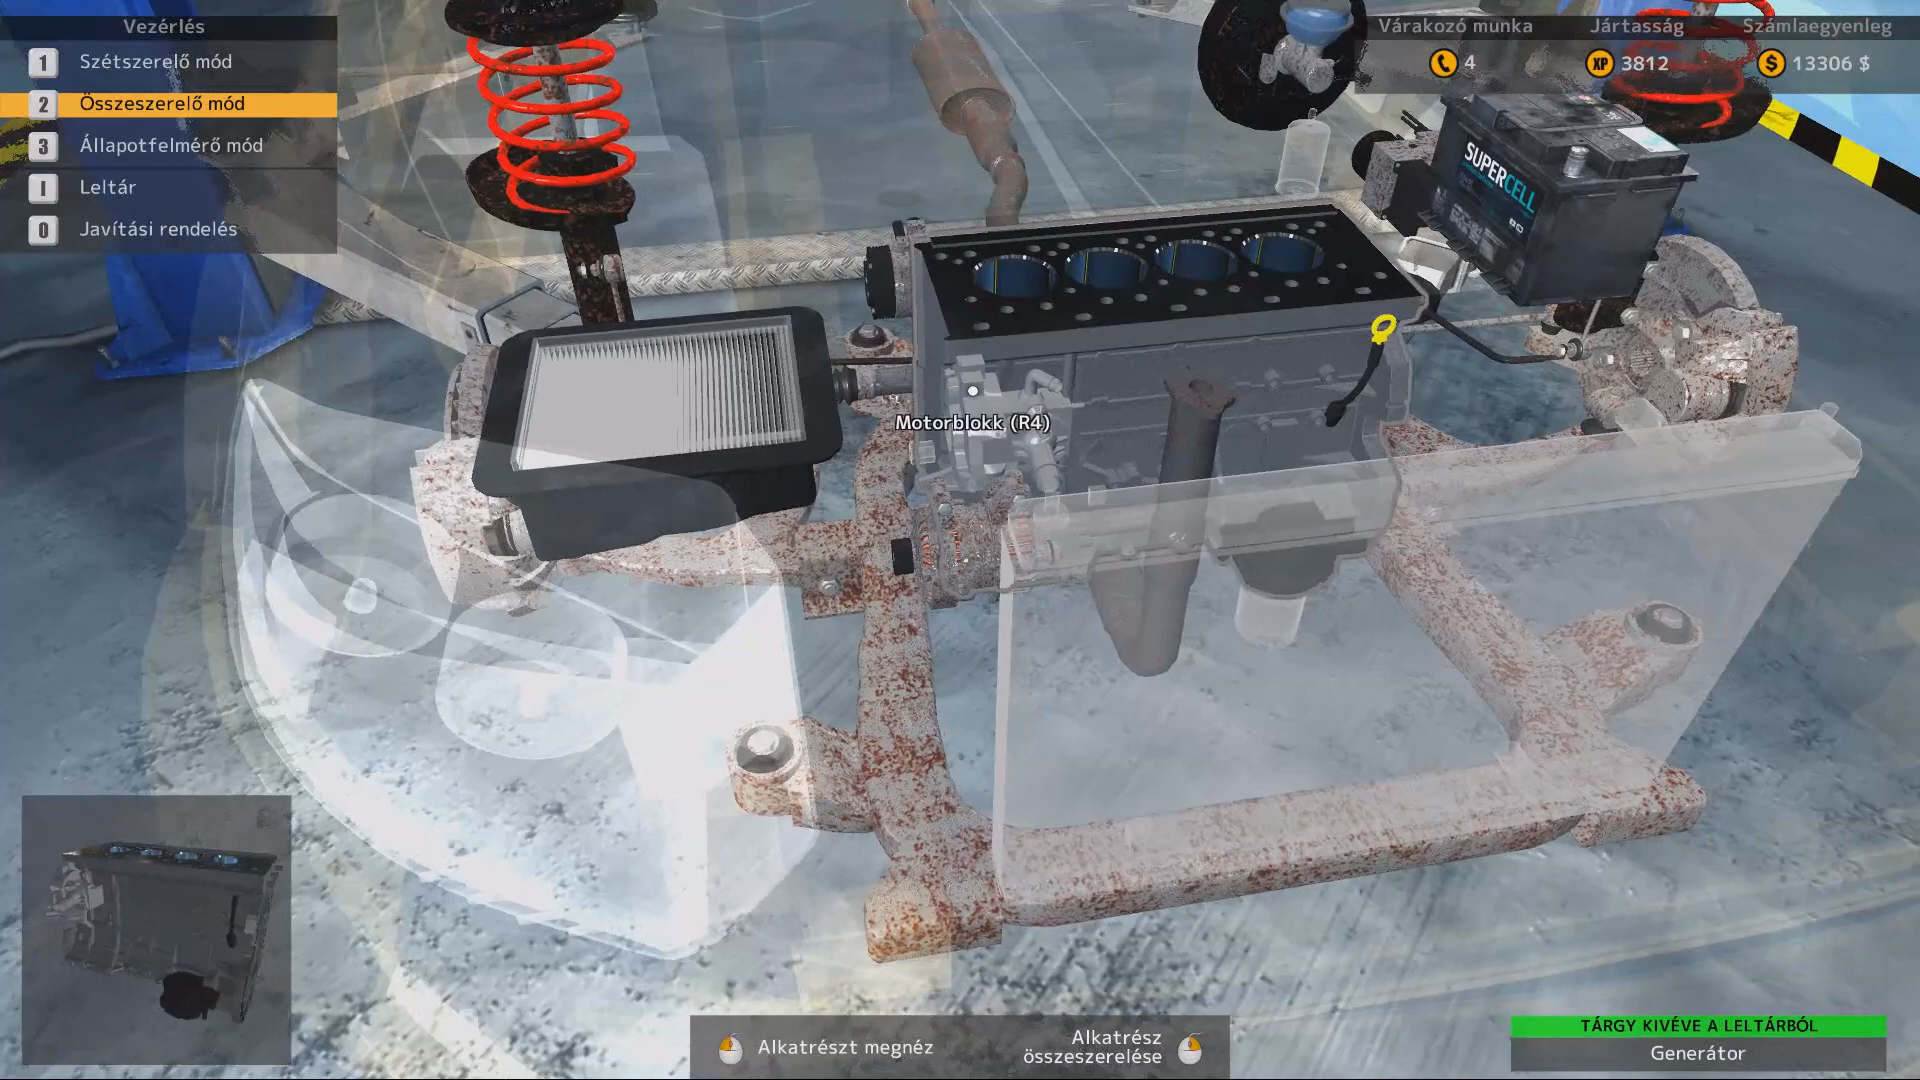 Vezérlés
1 Szétszerelő mód
2 Összeszerelő mód
3 Állapotfelmérő mód
I Leltár
O Javítási rendelés
Várakozó munka
4
Jártasság
XP 3812
Számlaegyenleg
$ 13306 $
SUPERCELL
Motorblokk (R4)
Alkatrészt megnéz
Alkatrész
összeszerelése
TÁRGY KIVÉVE A LELTÁRBÓL
Generátor